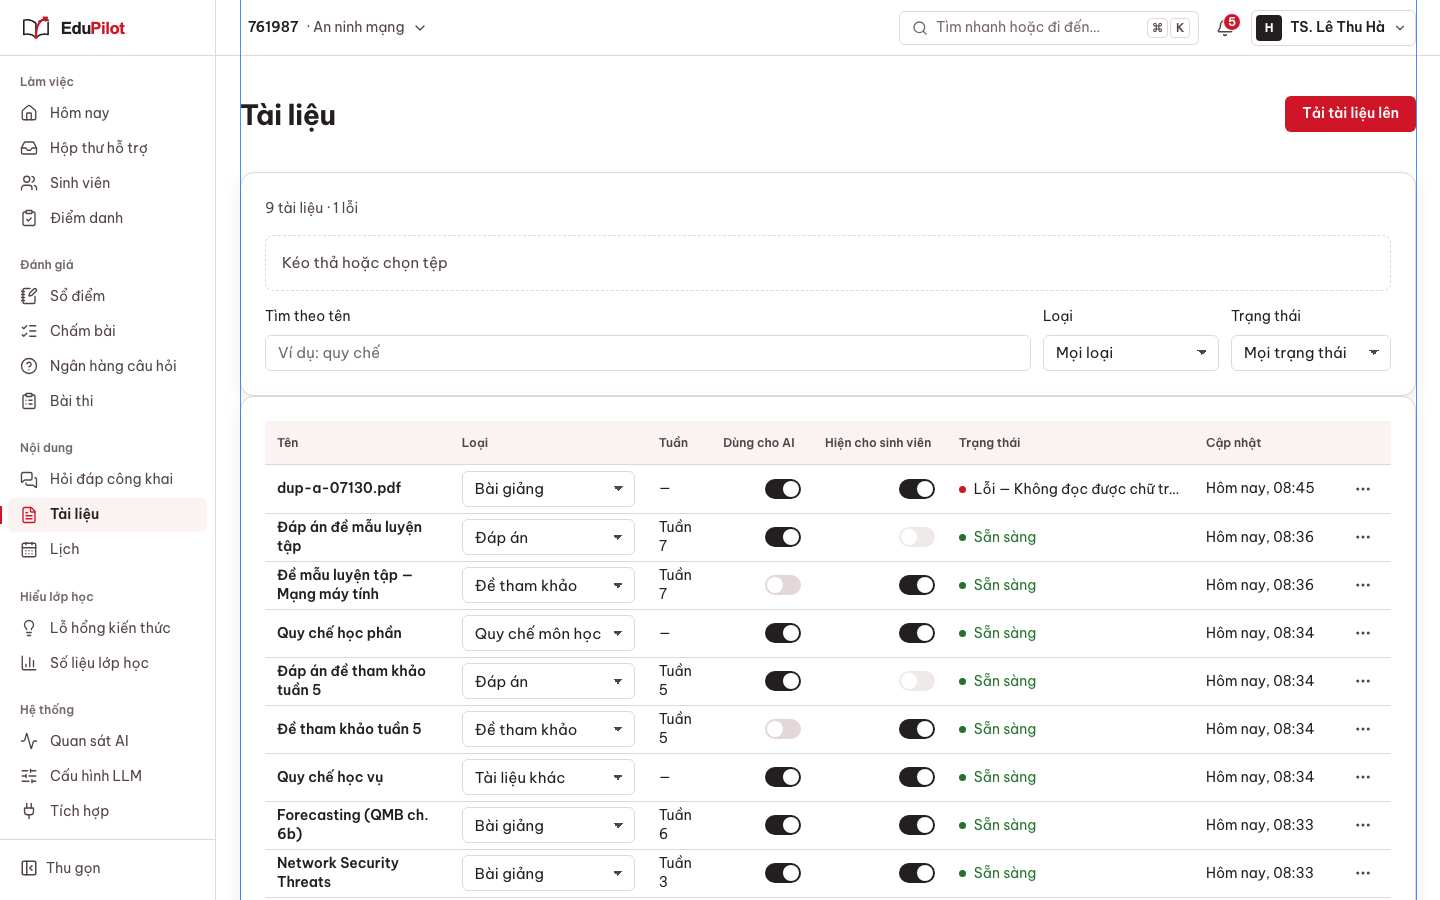 EduPilot
761987 · An ninh mạng
Tìm nhanh hoặc đi đến...
⌘ K
5
H
TS. Lê Thu Hà
Làm việc
Hôm nay
Hộp thư hỗ trợ
Sinh viên
Điểm danh
Đánh giá
Sổ điểm
Chấm bài
Ngân hàng câu hỏi
Bài thi
Nội dung
Hỏi đáp công khai
Tài liệu
Lịch
Hiểu lớp học
Lỗ hổng kiến thức
Số liệu lớp học
Hệ thống
Quan sát AI
Cấu hình LLM
Tích hợp
Thu gọn
Tài liệu
Tải tài liệu lên
9 tài liệu · 1 lỗi
Kéo thả hoặc chọn tệp
Tìm theo tên
Loại
Trạng thái
Ví dụ: quy chế
Mọi loại
Mọi trạng thái
Tên Loại Tuần Dùng cho AI Hiện cho sinh viên Trạng thái Cập nhật
dup-a-07130.pdf Bài giảng — Lỗi — Không đọc được chữ tr... Hôm nay, 08:45
Đáp án đề mẫu luyện
tập
Đáp án
Tuần
7
Sẵn sàng
Hôm nay, 08:36
Đề mẫu luyện tập —
Mạng máy tính
Đề tham khảo
Tuần
7
Sẵn sàng
Hôm nay, 08:36
Quy chế học phần Quy chế môn học — Sẵn sàng Hôm nay, 08:34
Đáp án đề tham khảo
tuần 5
Đáp án
Tuần
5
Sẵn sàng
Hôm nay, 08:34
Đề tham khảo tuần 5
Đề tham khảo
Tuần
5
Sẵn sàng
Hôm nay, 08:34
Quy chế học vụ Tài liệu khác — Sẵn sàng Hôm nay, 08:34
Forecasting (QMB ch.
6b)
Bài giảng
Tuần
6
Sẵn sàng
Hôm nay, 08:33
Network Security
Threats
Bài giảng
Tuần
3
Sẵn sàng
Hôm nay, 08:33